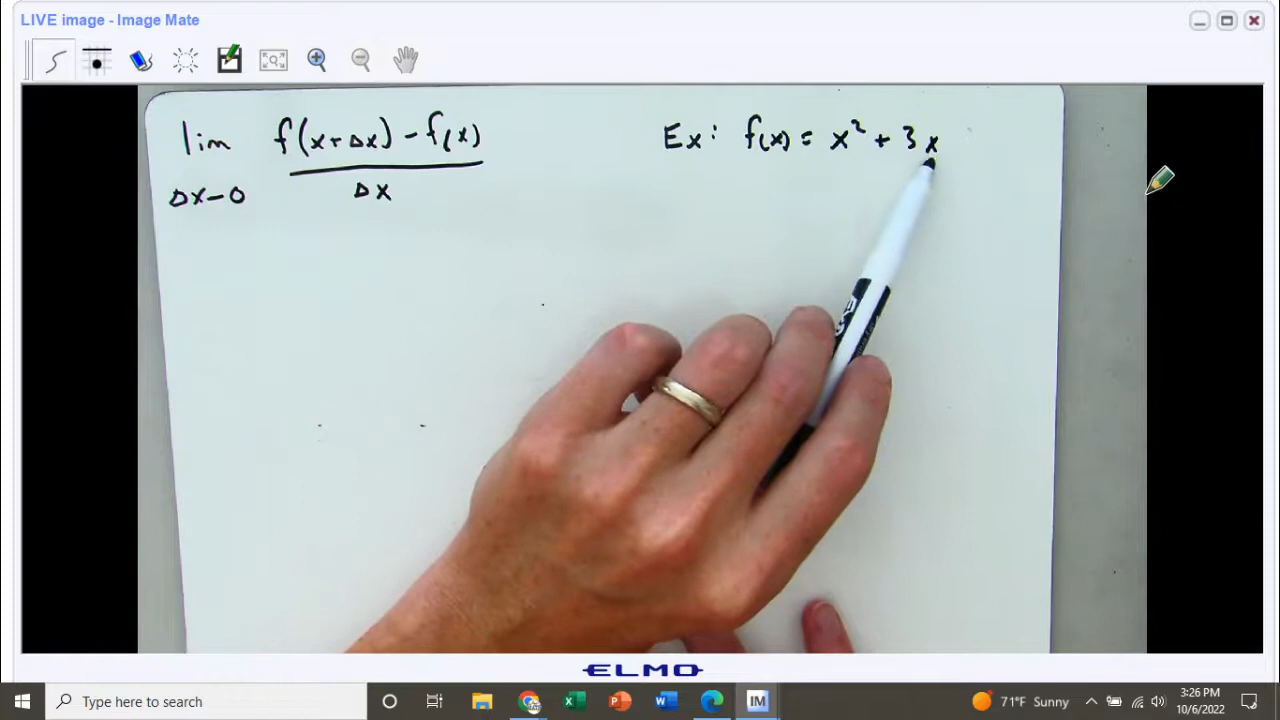 LIVE image - Image Mate
lim f(x+Δx) - f(x)
Δx-0 Δx
Ex: f(x) = x² + 3x
ELMO
Type here to search
IM
71°F Sunny
3:26 PM
10/6/2022